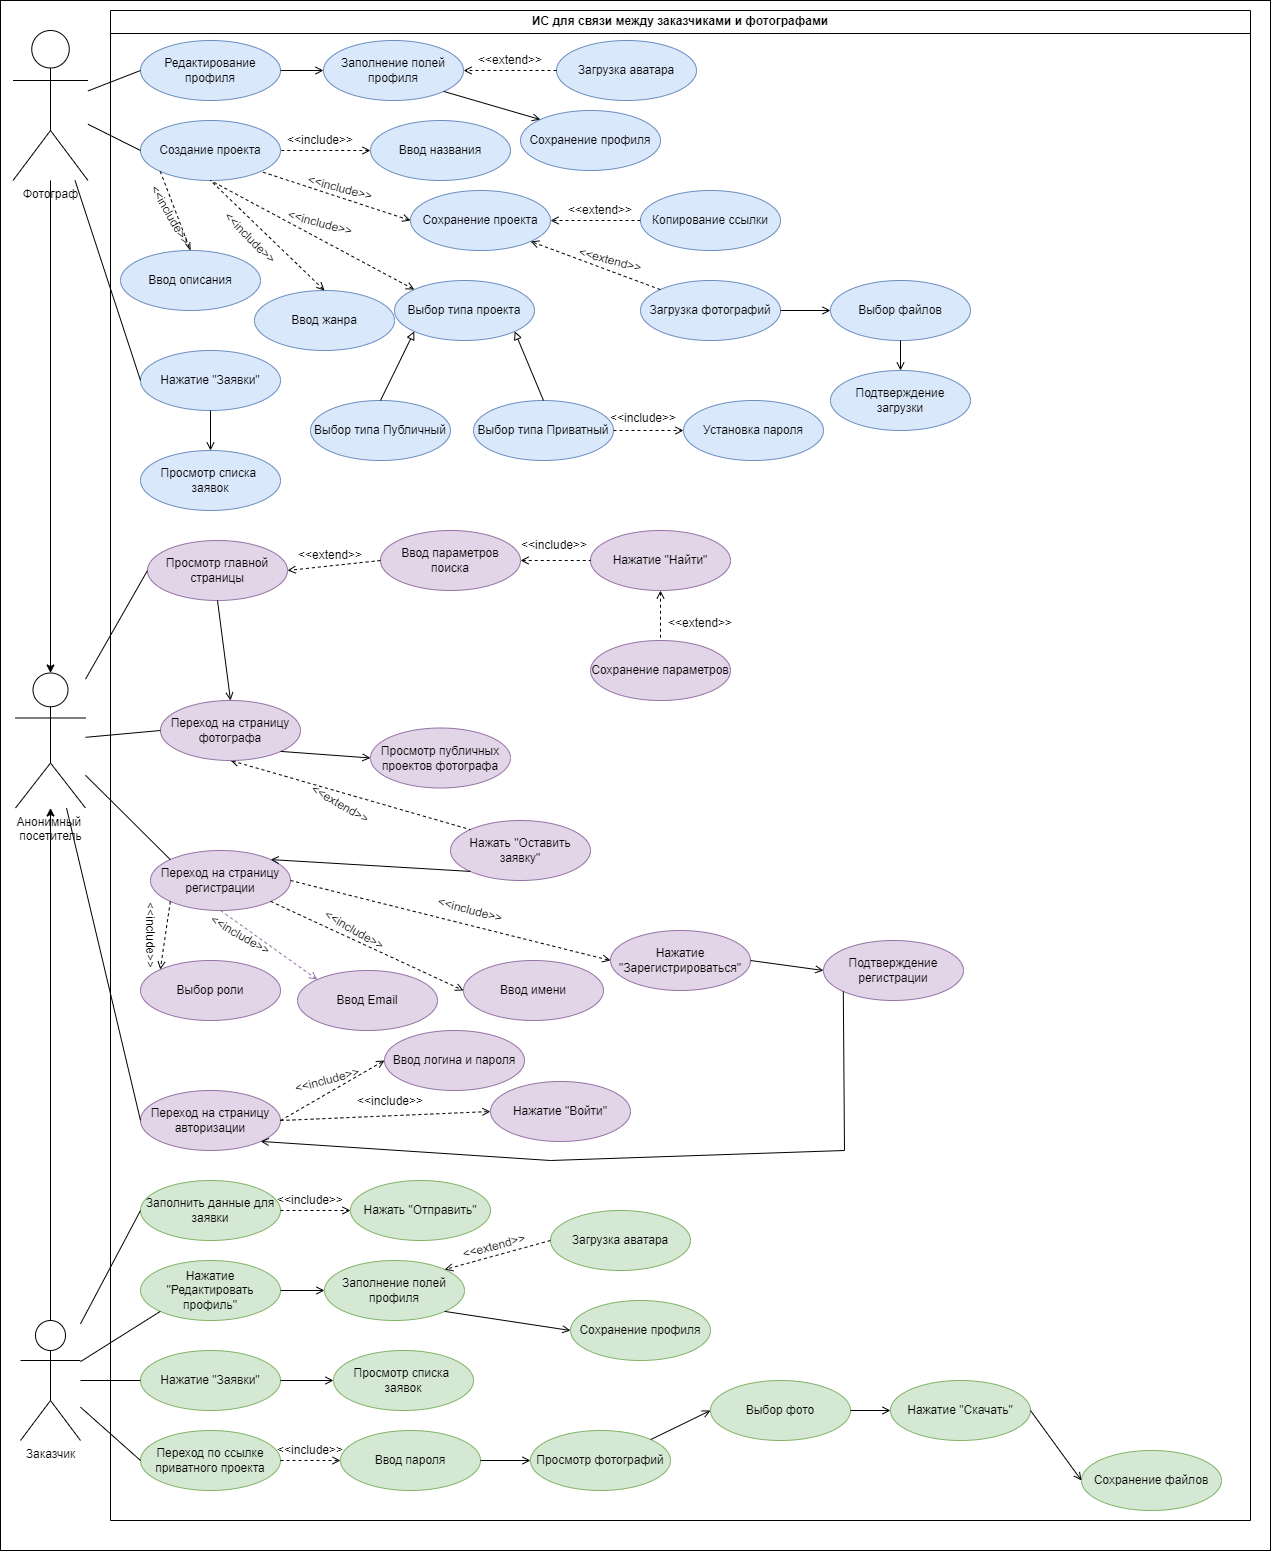 ИС для связи между заказчиками и фотографами
Редактирование
профиля
Заполнение полей
профиля
<<extend>>
Загрузка аватара
Сохранение профиля
Создание проекта
<<include>>
Ввод названия
Фотограф
<<include>>
<<include>>
<<include>>
<<include>>
Сохранение проекта
<<extend>>
Копирование ссылки
<<extend>>
Ввод описания
Ввод жанра
Выбор типа проекта
Загрузка фотографий
Выбор файлов
Нажатие "Заявки"
Подтверждение
загрузки
Выбор типа Публичный
Выбор типа Приватный
<<include>>
Установка пароля
Просмотр списка
заявок
Просмотр главной
страницы
<<extend>>
Ввод параметров
поиска
<<include>>
Нажатие "Найти"
<<extend>>
Сохранение параметров
Переход на страницу
фотографа
Просмотр публичных
проектов фотографа
<<extend>>
Анонимный
посетитель
Нажать "Оставить
заявку"
Переход на страницу
регистрации
<<include>>
<<include>>
<<include>>
<<include>>
Нажатие
"Зарегистрироваться"
Подтверждение
регистрации
Выбор роли
Ввод Email
Ввод имени
Ввод логина и пароля
<<include>>
<<include>>
Переход на страницу
авторизации
Нажатие "Войти"
Заполнить данные для
заявки
<<include>>
Нажать "Отправить"
Нажатие
"Редактировать
профиль"
Заполнение полей
профиля
<<extend>>
Загрузка аватара
Сохранение профиля
Нажатие "Заявки"
Просмотр списка
заявок
Заказчик
Переход по ссылке
приватного проекта
<<include>>
Ввод пароля
Просмотр фотографий
Выбор фото
Нажатие "Скачать"
Сохранение файлов